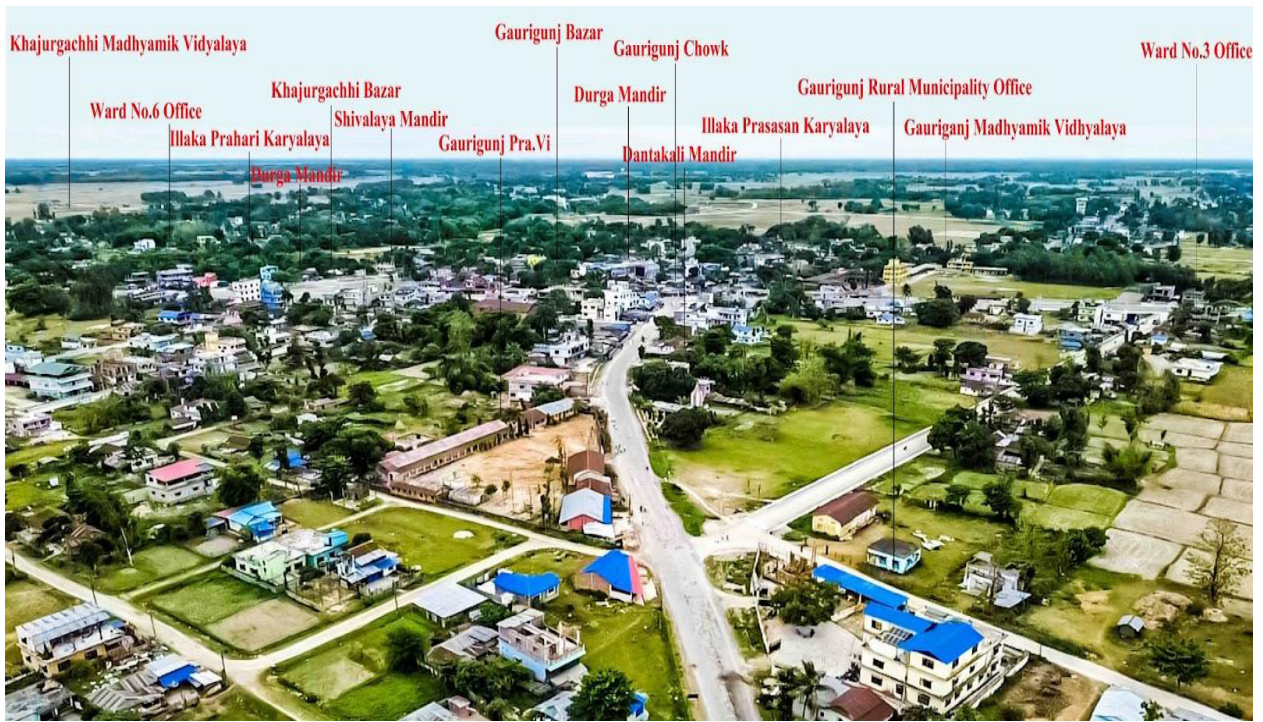 Gaurigunj Bazar
Khajurgachhi Madhyamik Vidyalaya
Gaurigunj Chowk
Ward No.3 Office
Khajurgachhi Bazar
Durga Mandir
Gaurigunj Rural Municipality Office
Ward No.6 Office
Shivalaya Mandir
Illaka Prasasan Karyalaya
Gauriganj Madhyamik Vidhyalaya
Illaka Prahari Karyalaya
Gaurigunj Pra.Vi
Dantakali Mandir
Durga Mandir